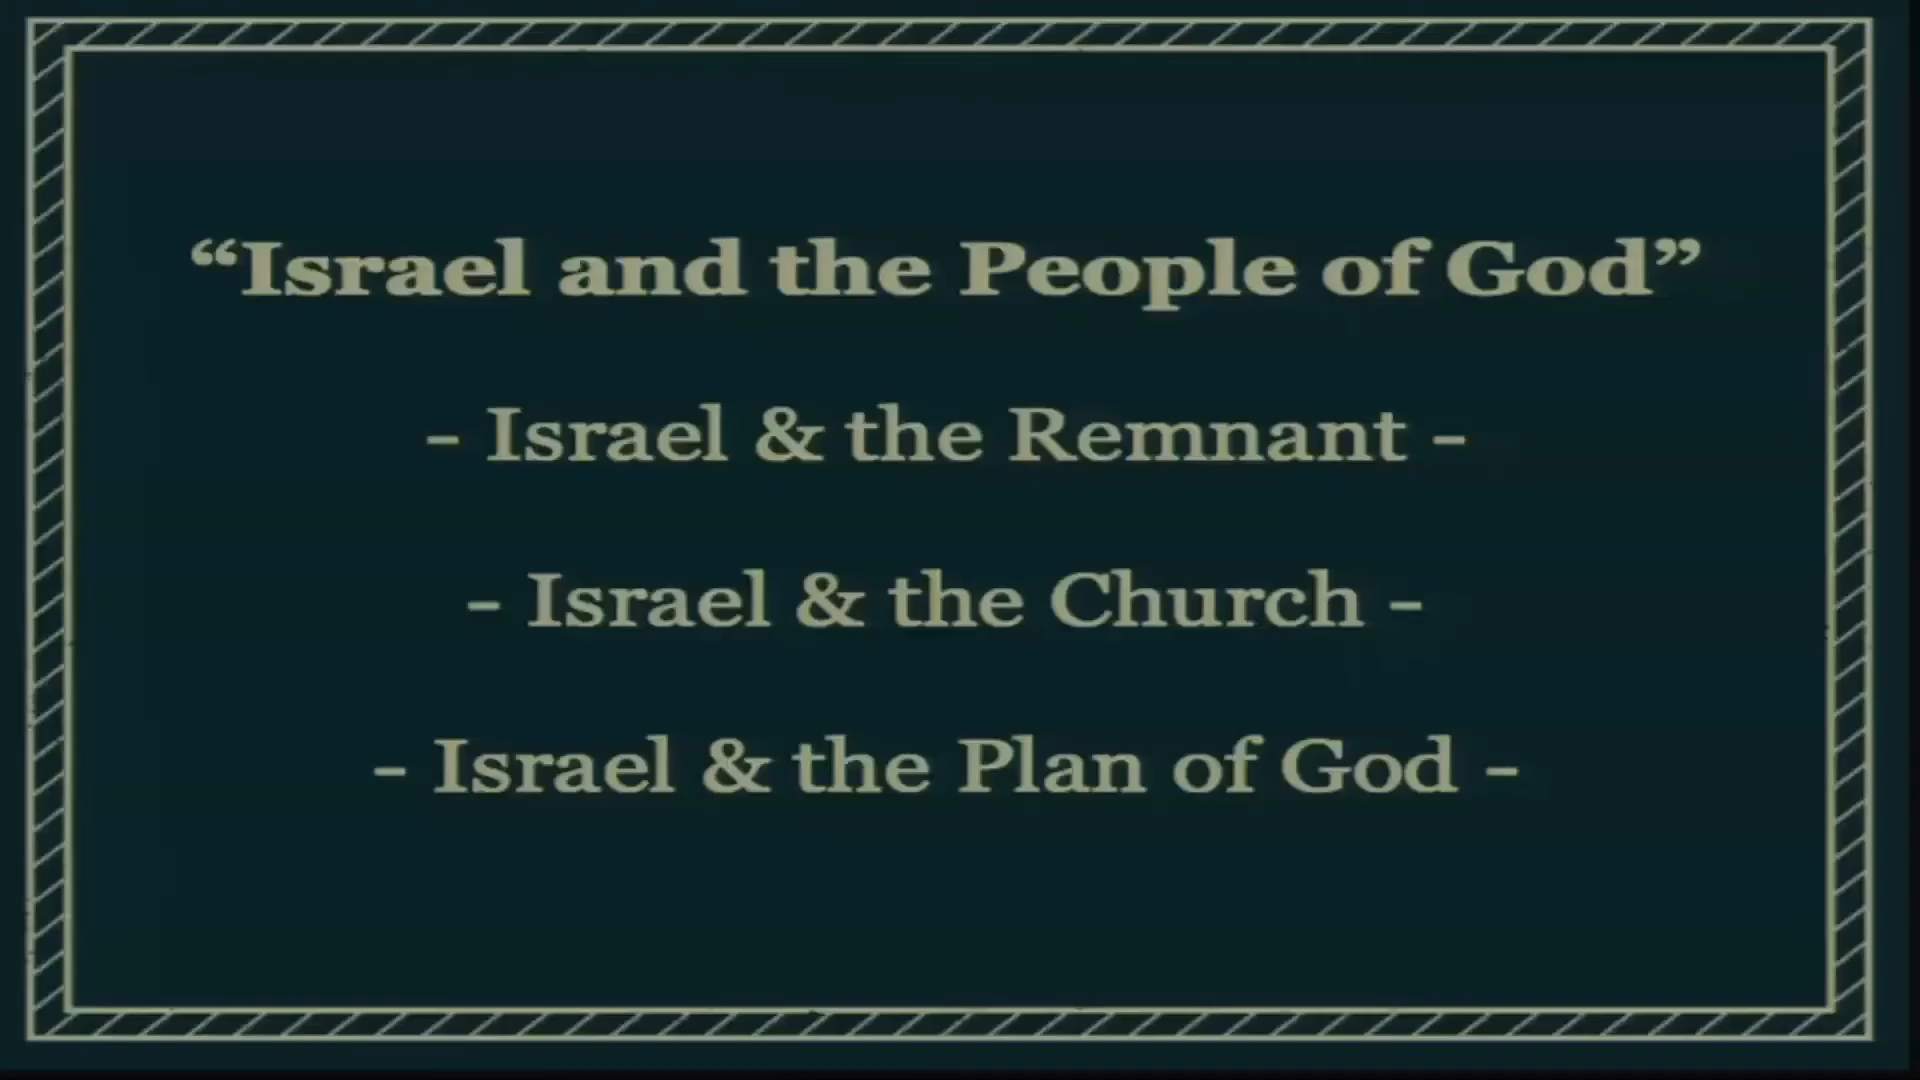 “Israel and the People of God”
- Israel & the Remnant -
- Israel & the Church -
- Israel & the Plan of God -